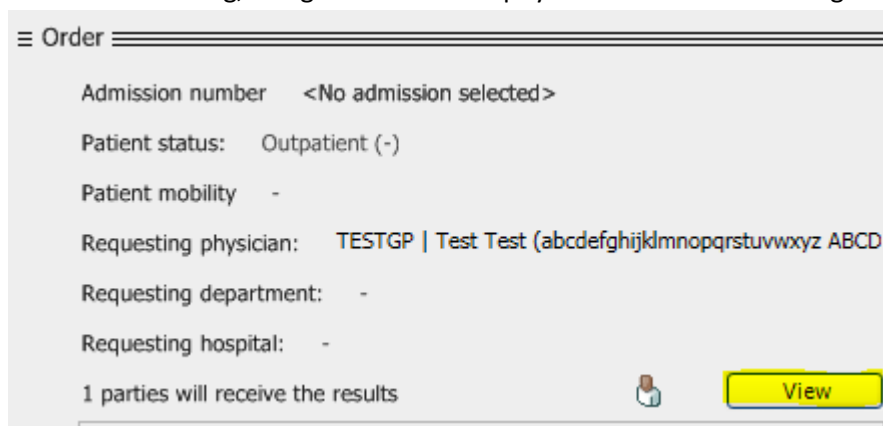 Order
Admission number <No admission selected>
Patient status: Outpatient (-)
Patient mobility -
Requesting physician: TESTGP | Test Test (abcdefghijklmnopqrstuvwxyz ABCD
Requesting department: -
Requesting hospital: -
1 parties will receive the results View